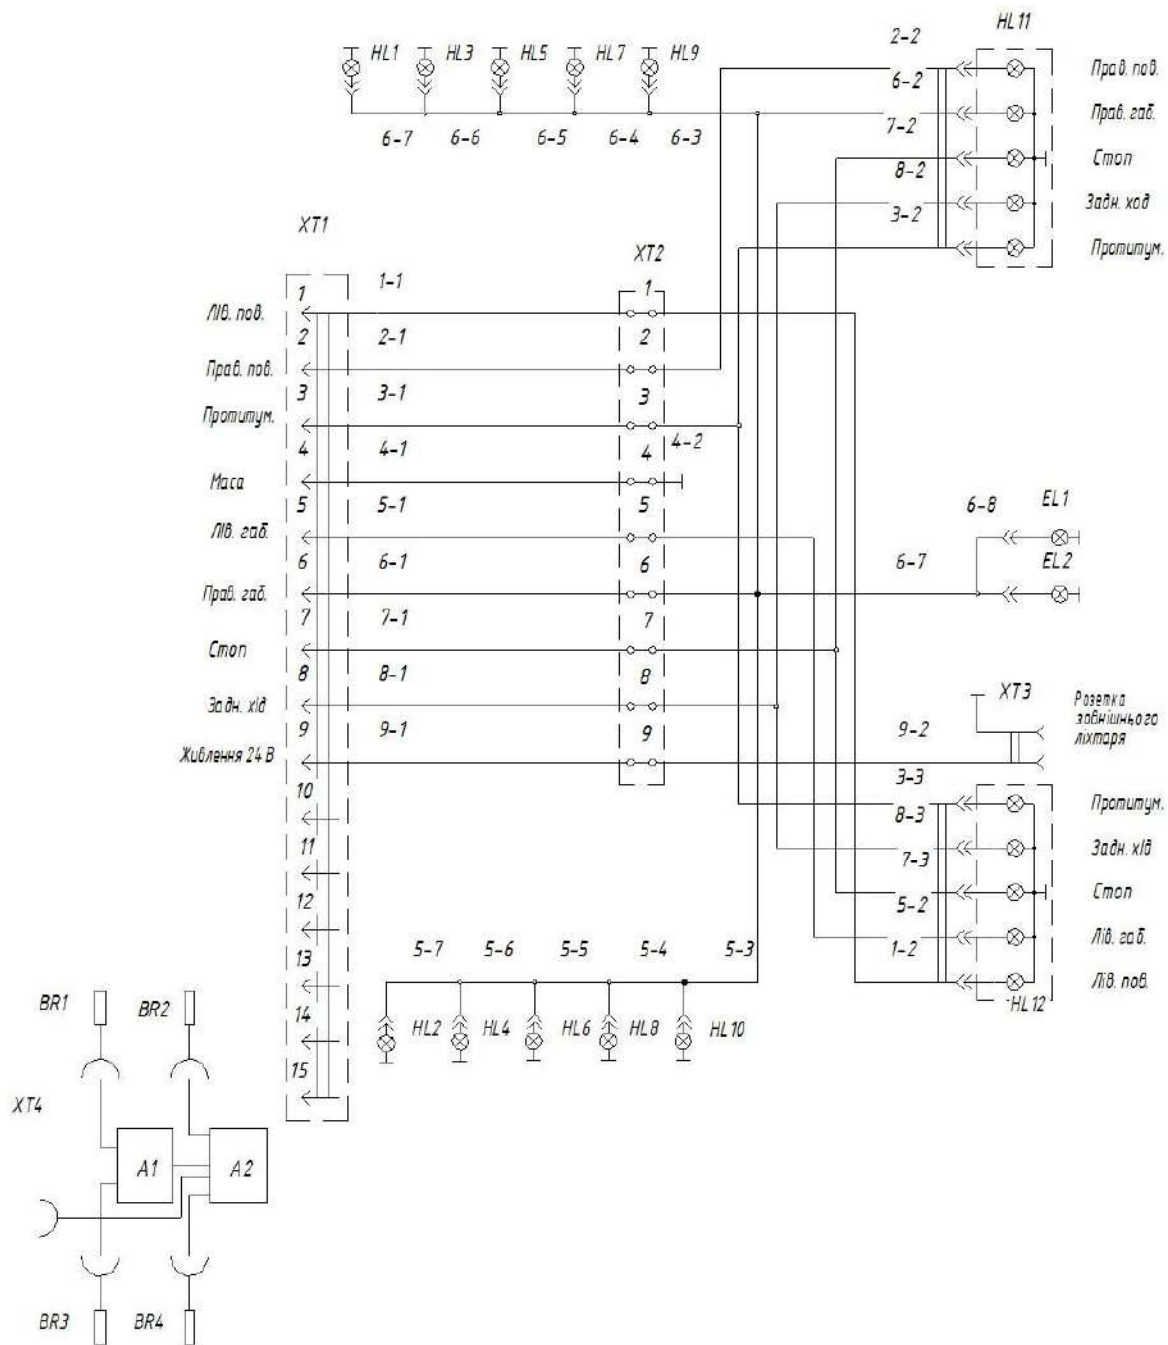 HL1 HL3 HL5 HL7 HL9
6-7 6-6 6-5 6-4 6-3
HL11
2-2
6-2
7-2
8-2
3-2
Прав. пов.
Прав. габ.
Стоп
Задн. ход
Протитум.
XT1
1
Лів. пов.
2
Прав. пов.
3
Протитум.
4
Маса
5
Лів. габ.
6
Прав. габ.
7
Стоп
8
Задн. хід
9
Живлення 24 В
10
11
12
13
14
15
1-1
2-1
3-1
4-1
5-1
6-1
7-1
8-1
9-1
XT2
1
2
3
4
5
6
7
8
9
4-2
6-8 EL1
6-7 EL2
XT3
Розетка
зовнішнього
ліхтаря
9-2
3-3
8-3
7-3
5-2
1-2
Протитум.
Задн. хід
Стоп
Лів. габ.
Лів. пов.
HL12
5-7 5-6 5-5 5-4 5-3
HL2 HL4 HL6 HL8 HL10
BR1 BR2
XT4
A1 A2
BR3 BR4